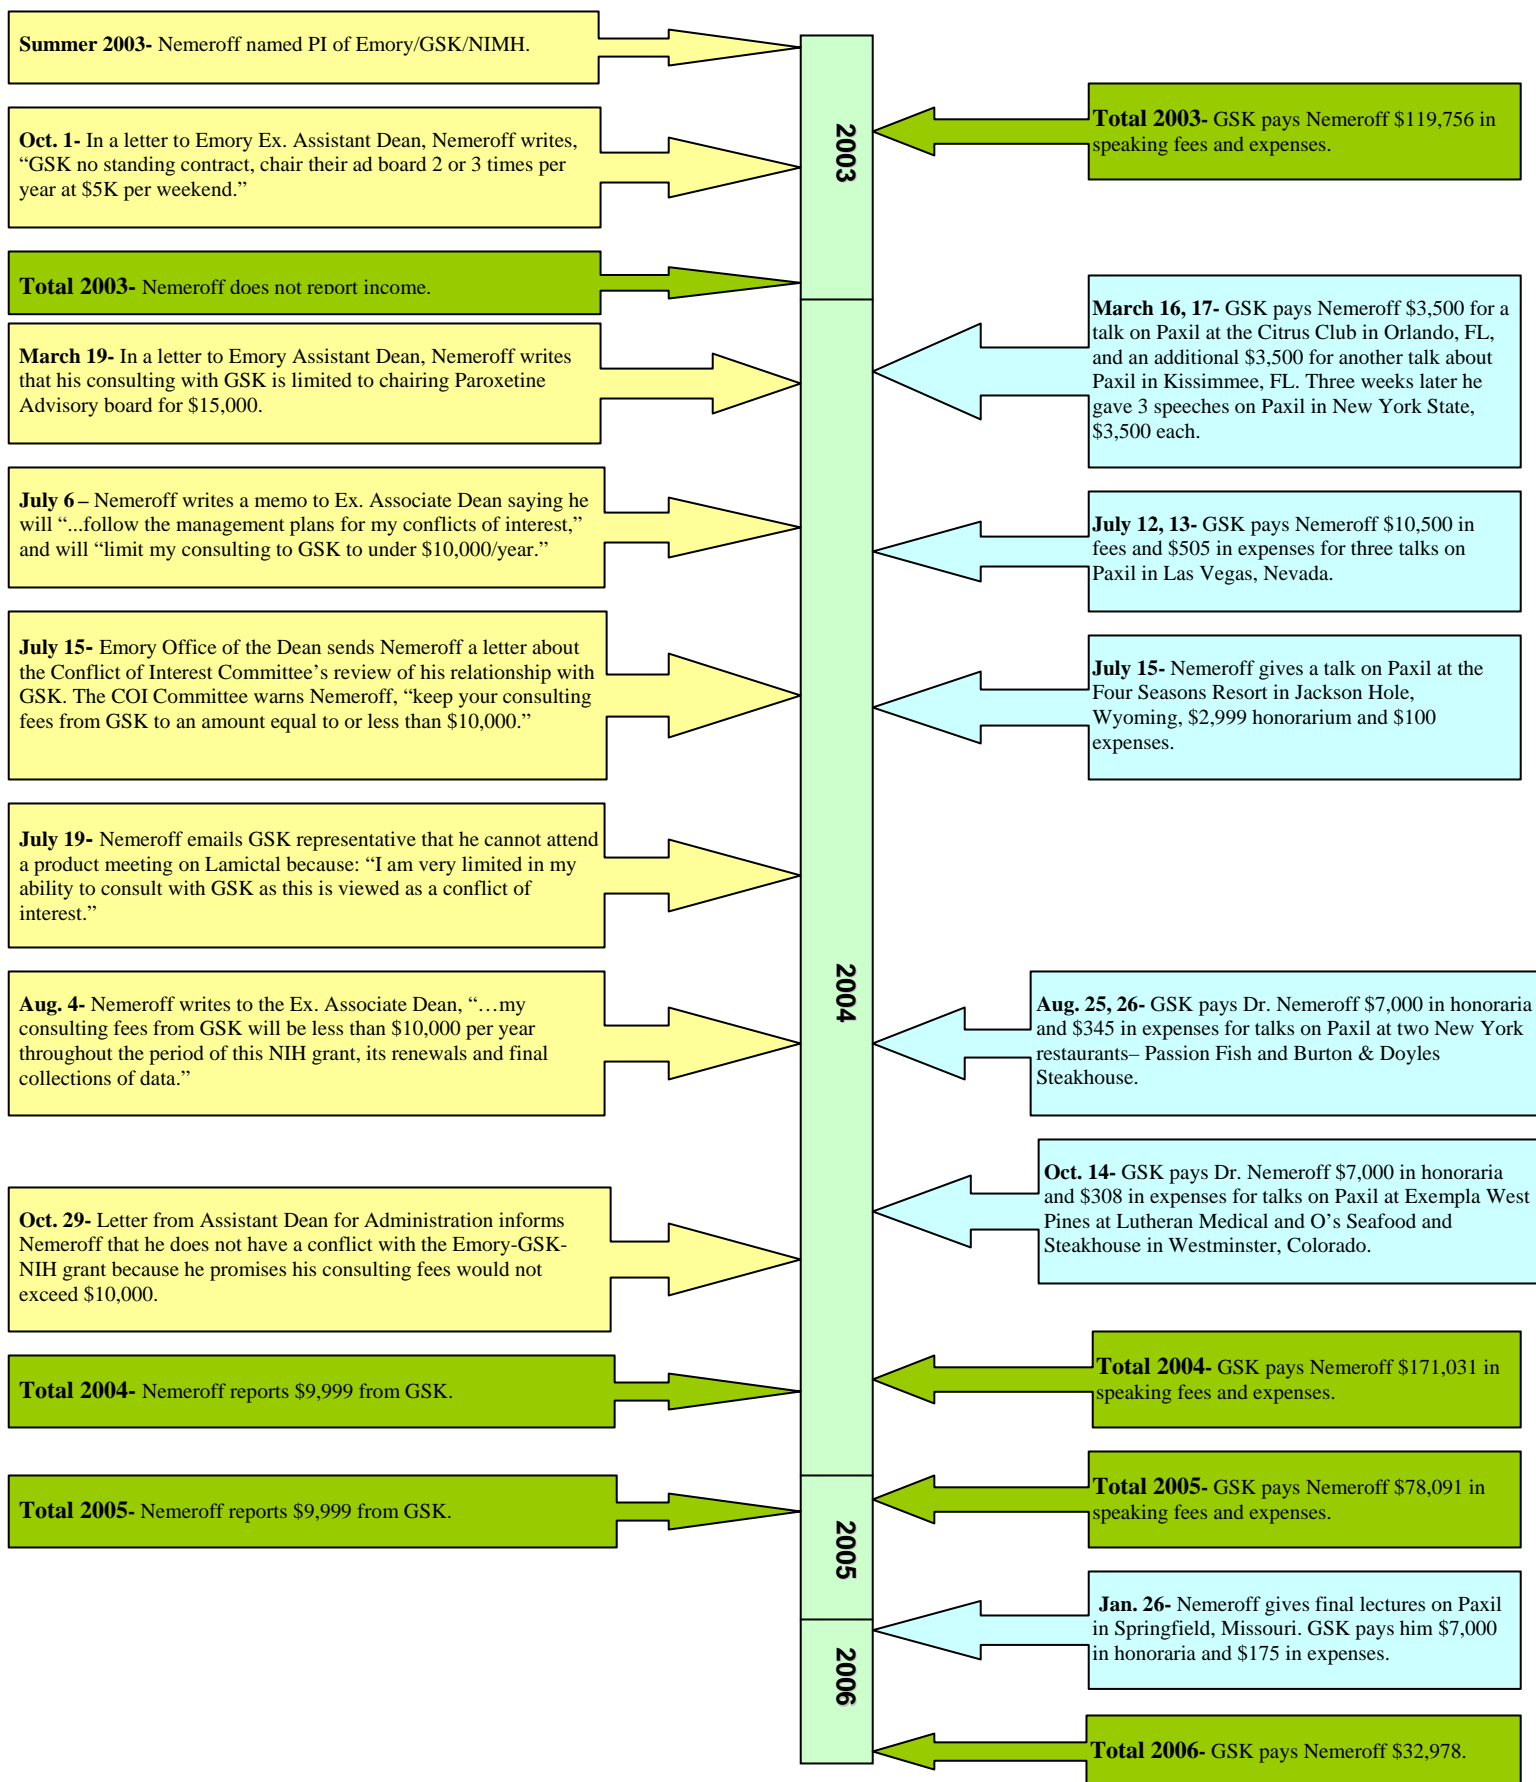 Summer 2003- Nemeroff named PI of Emory/GSK/NIMH.
Oct. 1- In a letter to Emory Ex. Assistant Dean, Nemeroff writes,
“GSK no standing contract, chair their ad board 2 or 3 times per
year at $5K per weekend.”
Total 2003- Nemeroff does not report income.
March 19- In a letter to Emory Assistant Dean, Nemeroff writes
that his consulting with GSK is limited to chairing Paroxetine
Advisory board for $15,000.
July 6 – Nemeroff writes a memo to Ex. Associate Dean saying he
will “...follow the management plans for my conflicts of interest,”
and will “limit my consulting to GSK to under $10,000/year.”
July 15- Emory Office of the Dean sends Nemeroff a letter about
the Conflict of Interest Committee’s review of his relationship with
GSK. The COI Committee warns Nemeroff, “keep your consulting
fees from GSK to an amount equal to or less than $10,000.”
July 19- Nemeroff emails GSK representative that he cannot attend
a product meeting on Lamictal because: “I am very limited in my
ability to consult with GSK as this is viewed as a conflict of
interest.”
Aug. 4- Nemeroff writes to the Ex. Associate Dean, “…my
consulting fees from GSK will be less than $10,000 per year
throughout the period of this NIH grant, its renewals and final
collections of data.”
Oct. 29- Letter from Assistant Dean for Administration informs
Nemeroff that he does not have a conflict with the Emory-GSK-
NIH grant because he promises his consulting fees would not
exceed $10,000.
Total 2004- Nemeroff reports $9,999 from GSK.
Total 2005- Nemeroff reports $9,999 from GSK.
2003
2004
2005
2006
Total 2003- GSK pays Nemeroff $119,756 in
speaking fees and expenses.
March 16, 17- GSK pays Nemeroff $3,500 for a
talk on Paxil at the Citrus Club in Orlando, FL,
and an additional $3,500 for another talk about
Paxil in Kissimmee, FL. Three weeks later he
gave 3 speeches on Paxil in New York State,
$3,500 each.
July 12, 13- GSK pays Nemeroff $10,500 in
fees and $505 in expenses for three talks on
Paxil in Las Vegas, Nevada.
July 15- Nemeroff gives a talk on Paxil at the
Four Seasons Resort in Jackson Hole,
Wyoming, $2,999 honorarium and $100
expenses.
Aug. 25, 26- GSK pays Dr. Nemeroff $7,000 in honoraria
and $345 in expenses for talks on Paxil at two New York
restaurants– Passion Fish and Burton & Doyles
Steakhouse.
Oct. 14- GSK pays Dr. Nemeroff $7,000 in honoraria
and $308 in expenses for talks on Paxil at Exempla West
Pines at Lutheran Medical and O’s Seafood and
Steakhouse in Westminster, Colorado.
Total 2004- GSK pays Nemeroff $171,031 in
speaking fees and expenses.
Total 2005- GSK pays Nemeroff $78,091 in
speaking fees and expenses.
Jan. 26- Nemeroff gives final lectures on Paxil
in Springfield, Missouri. GSK pays him $7,000
in honoraria and $175 in expenses.
Total 2006- GSK pays Nemeroff $32,978.